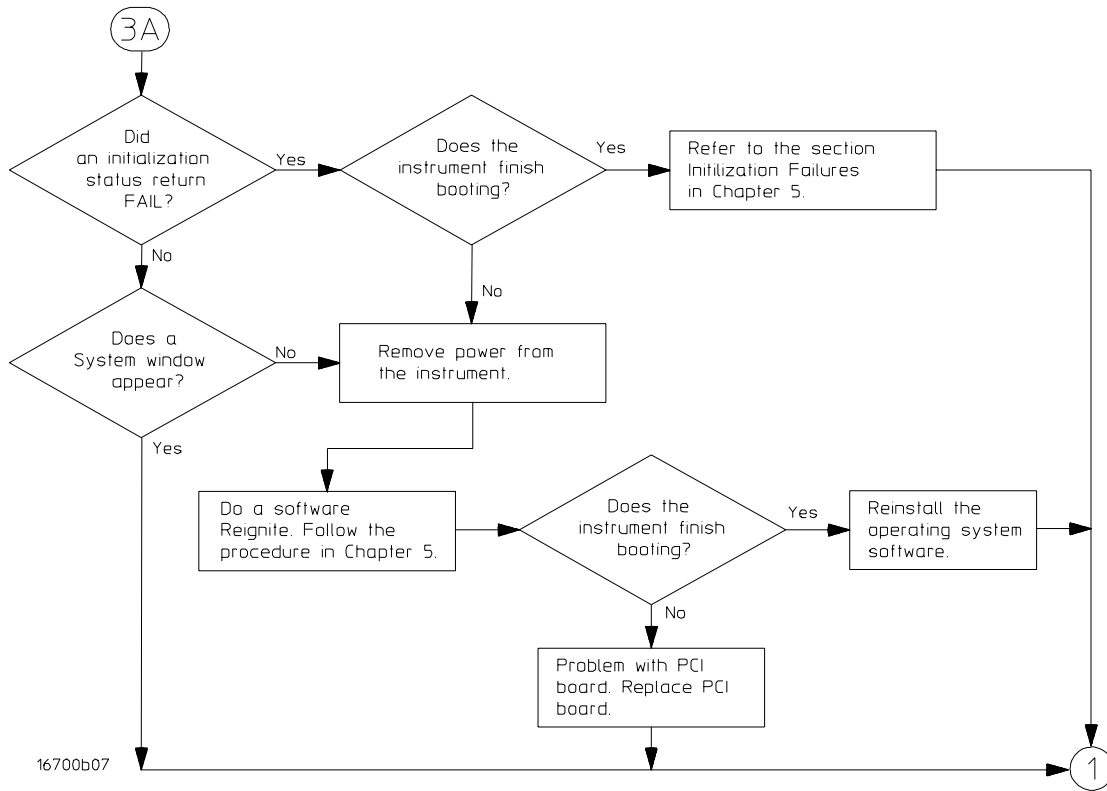 3A
Did
an initialization
status return
FAIL?
Yes
Does the
instrument finish
booting?
Yes
Refer to the section
Initilization Failures
in Chapter 5.
No
No
Does a
System window
appear?
No
Remove power from
the instrument.
Yes
Do a software
Reignite. Follow the
procedure in Chapter 5.
Does the
instrument finish
booting?
Yes
Reinstall the
operating system
software.
No
Problem with PCI
board. Replace PCI
board.
16700b07
1